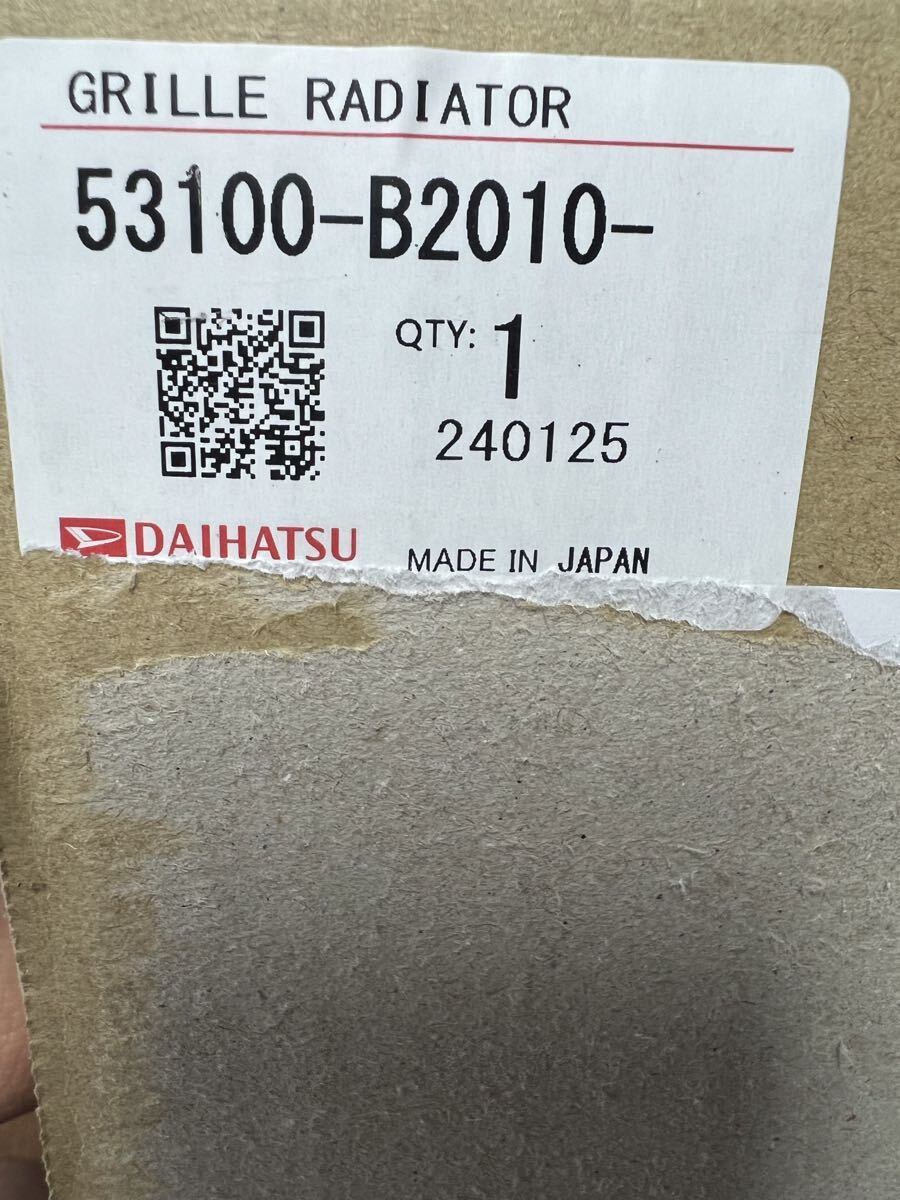 GRILLE RADIATOR
53100-B2010-
QTY: 1
240125
DAIHATSU
MADE IN JAPAN